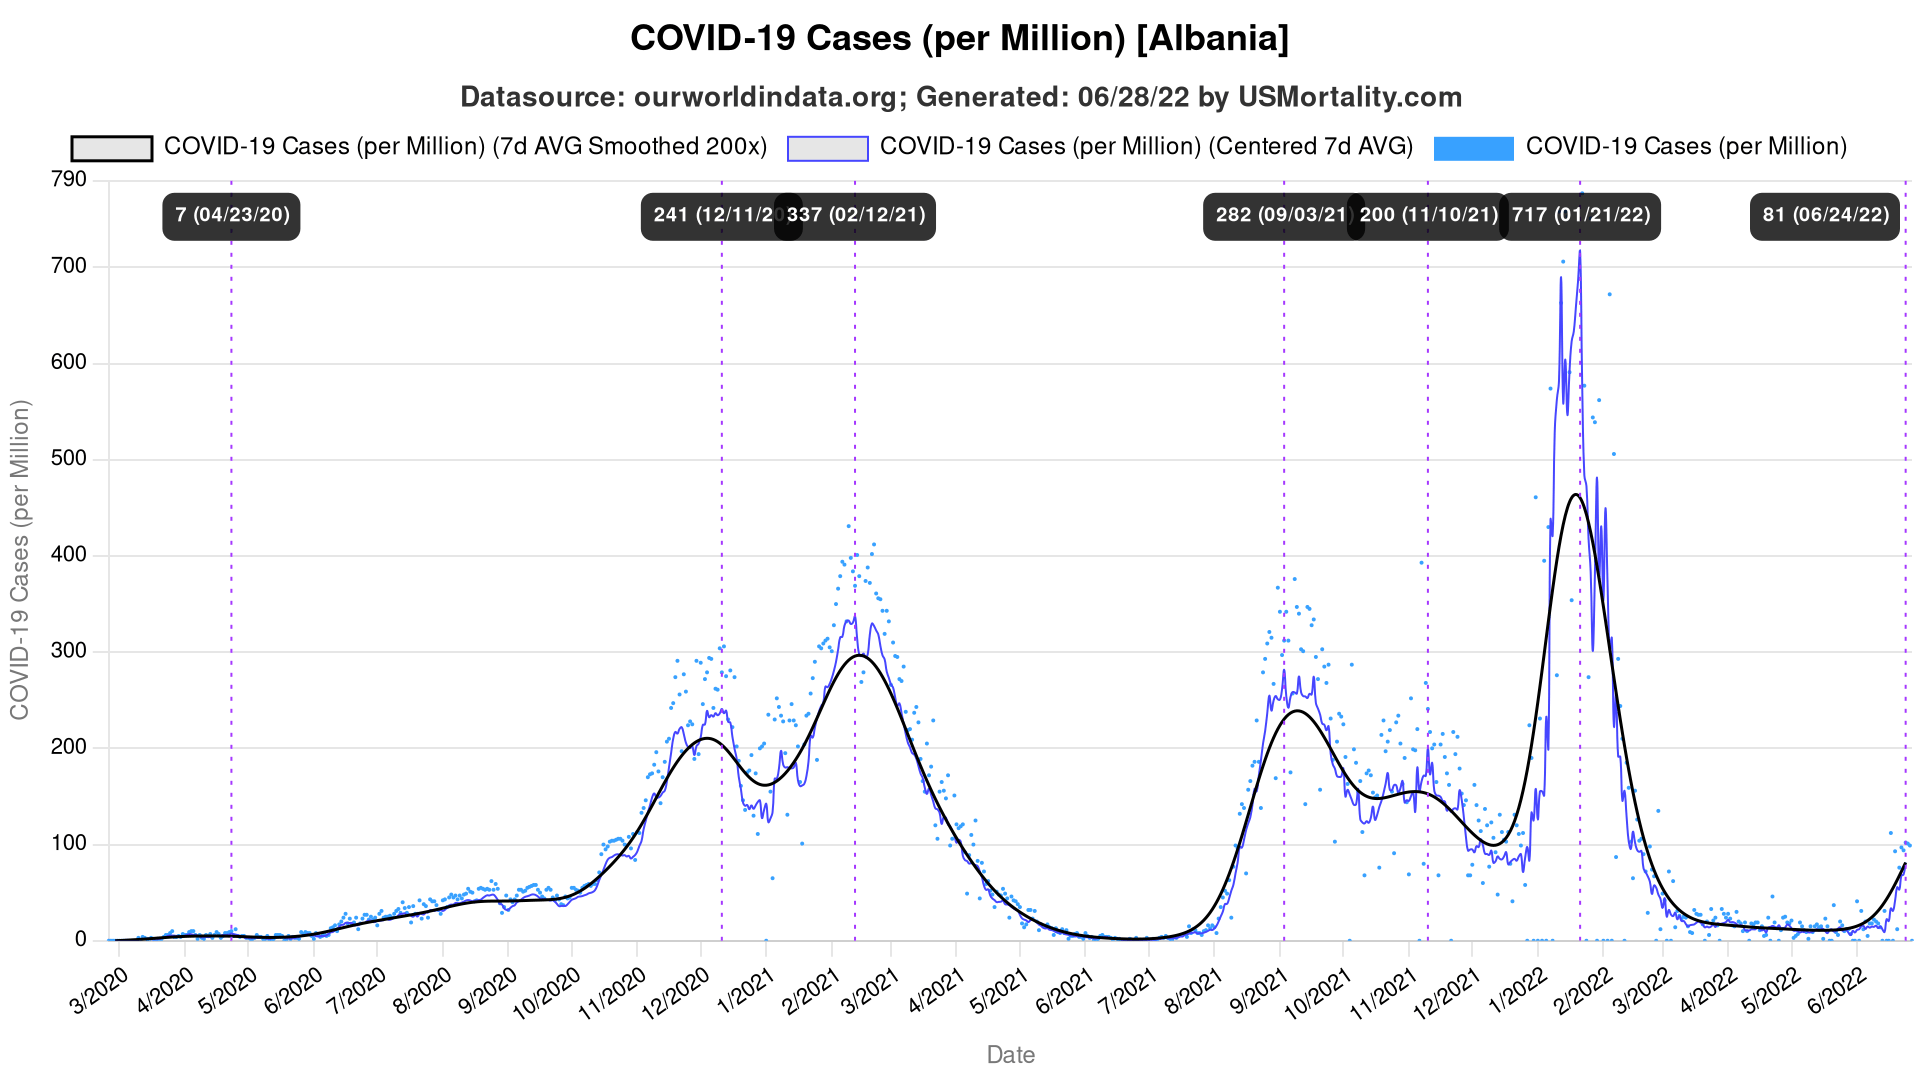 COVID-19 Cases (per Million) [Albania]
Datasource: ourworldindata.org; Generated: 06/28/22 by USMortality.com
COVID-19 Cases (per Million) (7d AVG Smoothed 200x) COVID-19 Cases (per Million) (Centered 7d AVG) COVID-19 Cases (per Million)
7 (04/23/20) 241 (12/11/20) 337 (02/12/21) 282 (09/03/21) 200 (11/10/21) 717 (01/21/22) 81 (06/24/22)
790
700
600
500
400
300
200
100
0
COVID-19 Cases (per Million)
3/2020 4/2020 5/2020 6/2020 7/2020 8/2020 9/2020 10/2020 11/2020 12/2020 1/2021 2/2021 3/2021 4/2021 5/2021 6/2021 7/2021 8/2021 9/2021 10/2021 11/2021 12/2021 1/2022 2/2022 3/2022 4/2022 5/2022 6/2022
Date